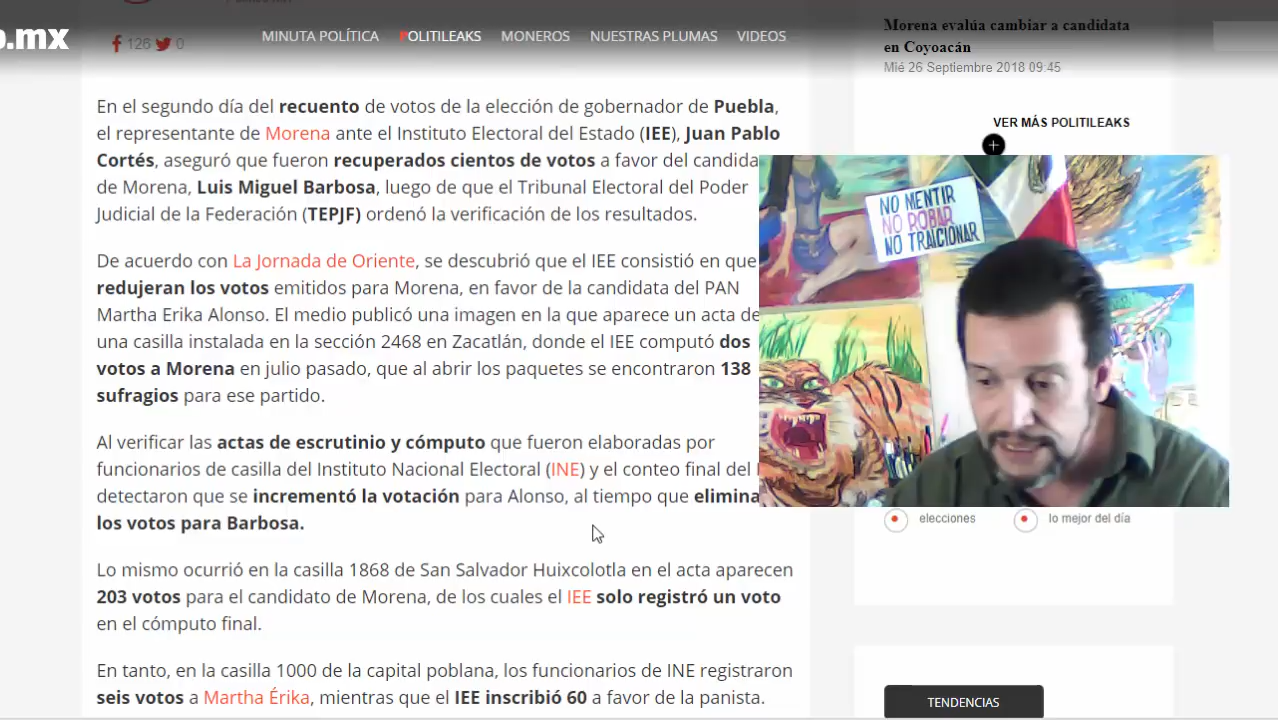 o.mx
126 0
MINUTA POLÍTICA POLITILEAKS MONEROS NUESTRAS PLUMAS VIDEOS
En el segundo día del recuento de votos de la elección de gobernador de Puebla,
el representante de Morena ante el Instituto Electoral del Estado (IEE), Juan Pablo
Cortés, aseguró que fueron recuperados cientos de votos a favor del candida
de Morena, Luis Miguel Barbosa, luego de que el Tribunal Electoral del Poder
Judicial de la Federación (TEPJF) ordenó la verificación de los resultados.
De acuerdo con La Jornada de Oriente, se descubrió que el IEE consistió en que
redujeran los votos emitidos para Morena, en favor de la candidata del PAN
Martha Erika Alonso. El medio publicó una imagen en la que aparece un acta de
una casilla instalada en la sección 2468 en Zacatlán, donde el IEE computó dos
votos a Morena en julio pasado, que al abrir los paquetes se encontraron 138
sufragios para ese partido.
Al verificar las actas de escrutinio y cómputo que fueron elaboradas por
funcionarios de casilla del Instituto Nacional Electoral (INE) y el conteo final del
detectaron que se incrementó la votación para Alonso, al tiempo que elimina
los votos para Barbosa.
Lo mismo ocurrió en la casilla 1868 de San Salvador Huixcolotla en el acta aparecen
203 votos para el candidato de Morena, de los cuales el IEE solo registró un voto
en el cómputo final.
En tanto, en la casilla 1000 de la capital poblana, los funcionarios de INE registraron
seis votos a Martha Érika, mientras que el IEE inscribió 60 a favor de la panista.
Morena evalúa cambiar a candidata
en Coyoacán
Mié 26 Septiembre 2018 09:45
VER MÁS POLITILEAKS
NO MENTIR
NO ROBAR
NO TRAICIONAR
elecciones lo mejor del día
TENDENCIAS